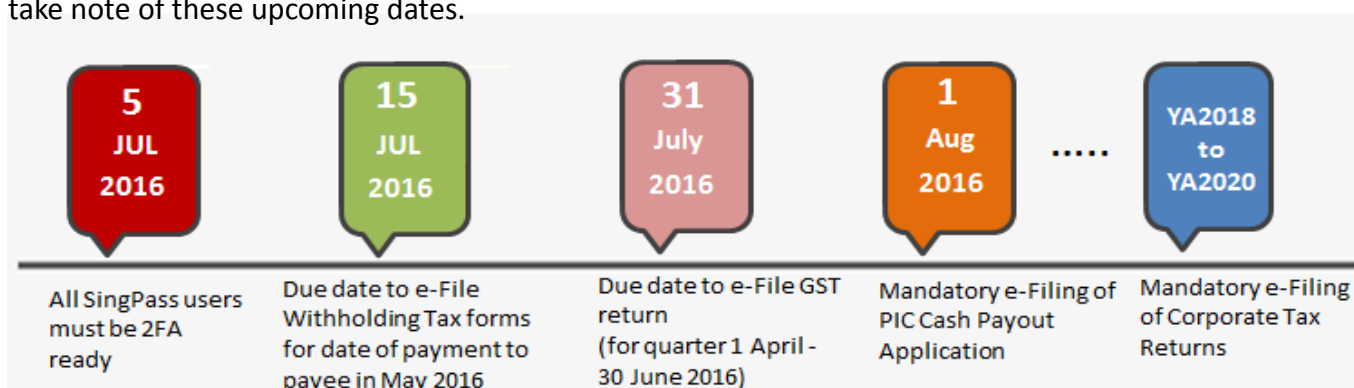 take note of these upcoming dates.
5
JUL
2016
15
JUL
2016
31
July
2016
1
Aug
2016
.....
YA2018
to
YA2020
All SingPass users
must be 2FA
ready
Due date to e-File
Withholding Tax forms
for date of payment to
payee in May 2016
Due date to e-File GST
return
(for quarter 1 April -
30 June 2016)
Mandatory e-Filing of
PIC Cash Payout
Application
Mandatory e-Filing
of Corporate Tax
Returns